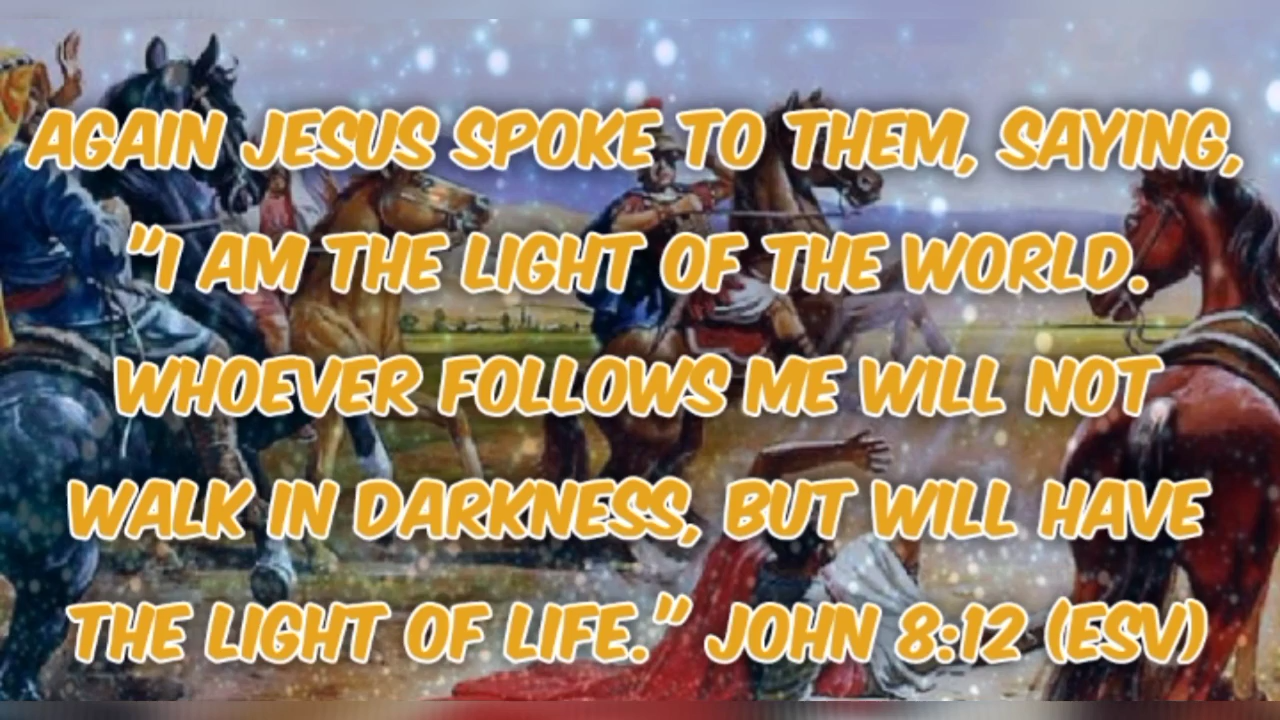 AGAIN JESUS SPOKE TO THEM, SAYING,
"I AM THE LIGHT OF THE WORLD.
WHOEVER FOLLOWS ME WILL NOT
WALK IN DARKNESS, BUT WILL HAVE
THE LIGHT OF LIFE." JOHN 8:12 (ESV)